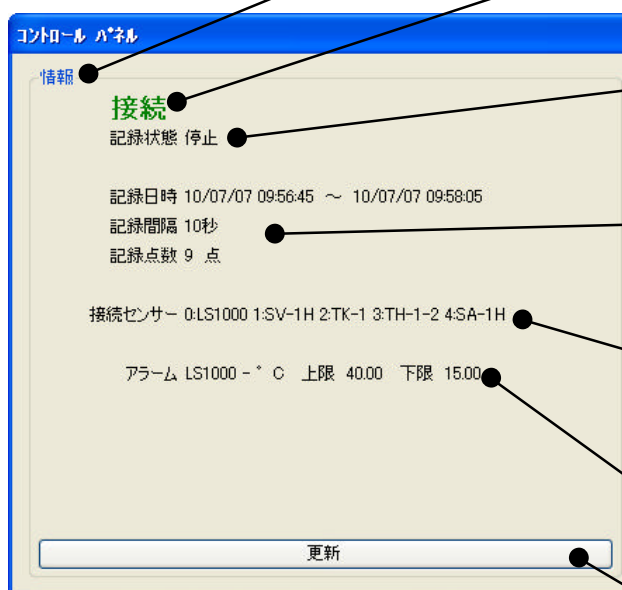 コントロール パネル
情報
接続
記録状態 停止
記録日時 10/07/07 09:56:45 ～ 10/07/07 09:58:05
記録間隔 10秒
記録点数 9 点
接続センサー 0:LS1000 1:SV-1H 2:TK-1 3:TH-1-2 4:SA-1H
アラーム LS1000 - ﾟ C 上限 40.00 下限 15.00
更新